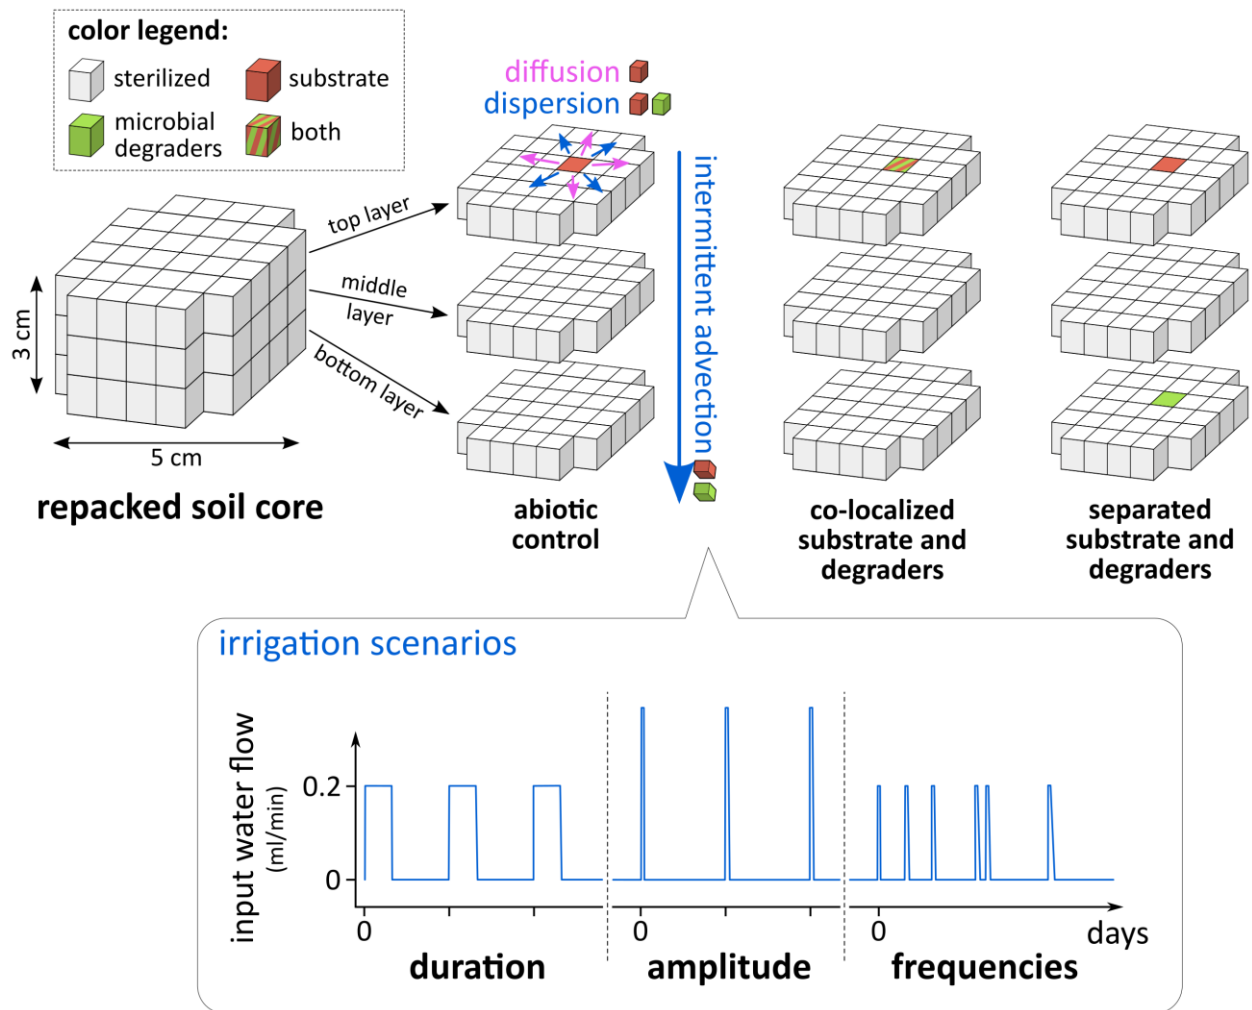 color legend:
sterilized
substrate
microbial
degraders
both
diffusion
dispersion
top layer
middle
layer
bottom layer
3 cm
5 cm
repacked soil core
intermittent advection
abiotic
control
co-localized
substrate and
degraders
separated
substrate and
degraders
irrigation scenarios
input water flow
(ml/min)
0.2
0
0
0
0
days
duration
amplitude
frequencies